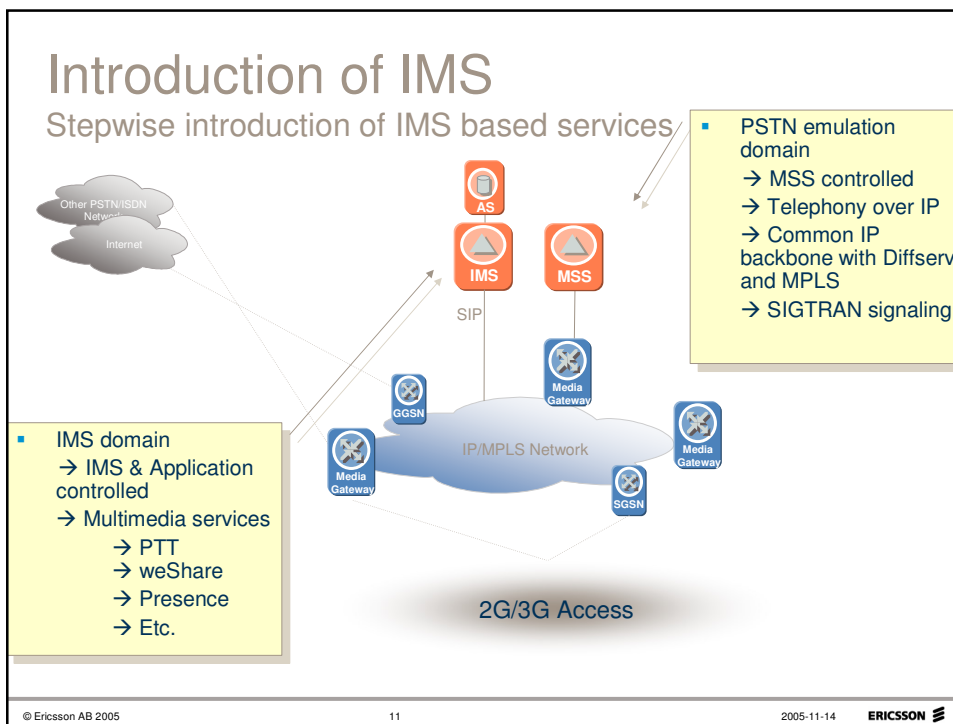 Introduction of IMS
Stepwise introduction of IMS based services
▪ PSTN emulation
domain
→ MSS controlled
→ Telephony over IP
→ Common IP
backbone with Diffserv
and MPLS
→ SIGTRAN signaling
Other PSTN/ISDN
Network
Internet
AS
IMS
MSS
SIP
Media
Gateway
GGSN
IP/MPLS Network
Media
Gateway
Media
Gateway
SGSN
▪ IMS domain
→ IMS & Application
controlled
→ Multimedia services
→ PTT
→ weShare
→ Presence
→ Etc.
2G/3G Access
© Ericsson AB 2005
11
2005-11-14
ERICSSON